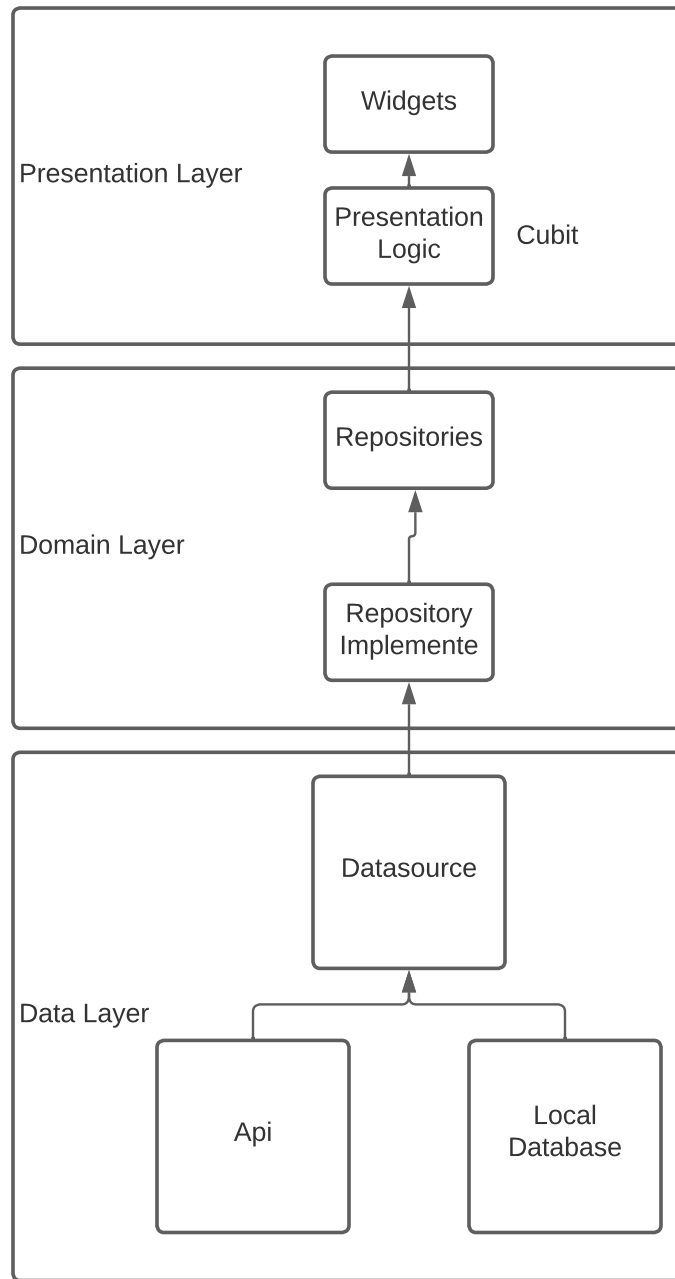 Widgets
Presentation Layer
Presentation
Logic
Cubit
Repositories
Domain Layer
Repository
Implemente
Datasource
Data Layer
Api
Local
Database